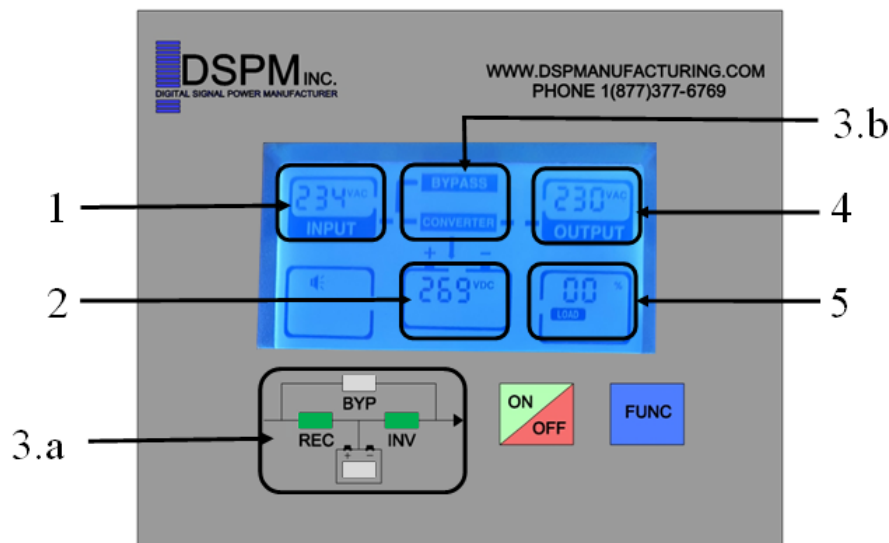 DSPM INC.
DIGITAL SIGNAL POWER MANUFACTURER
WWW.DSPMANUFACTURING.COM
PHONE 1(877)377-6769
3.b
1
234 VAC
INPUT
BYPASS
CONVERTER
230 VAC
OUTPUT
4
2
+ -
269 VDC
00 %
LOAD
5
3.a
BYP
REC
INV
+ -
ON
OFF
FUNC